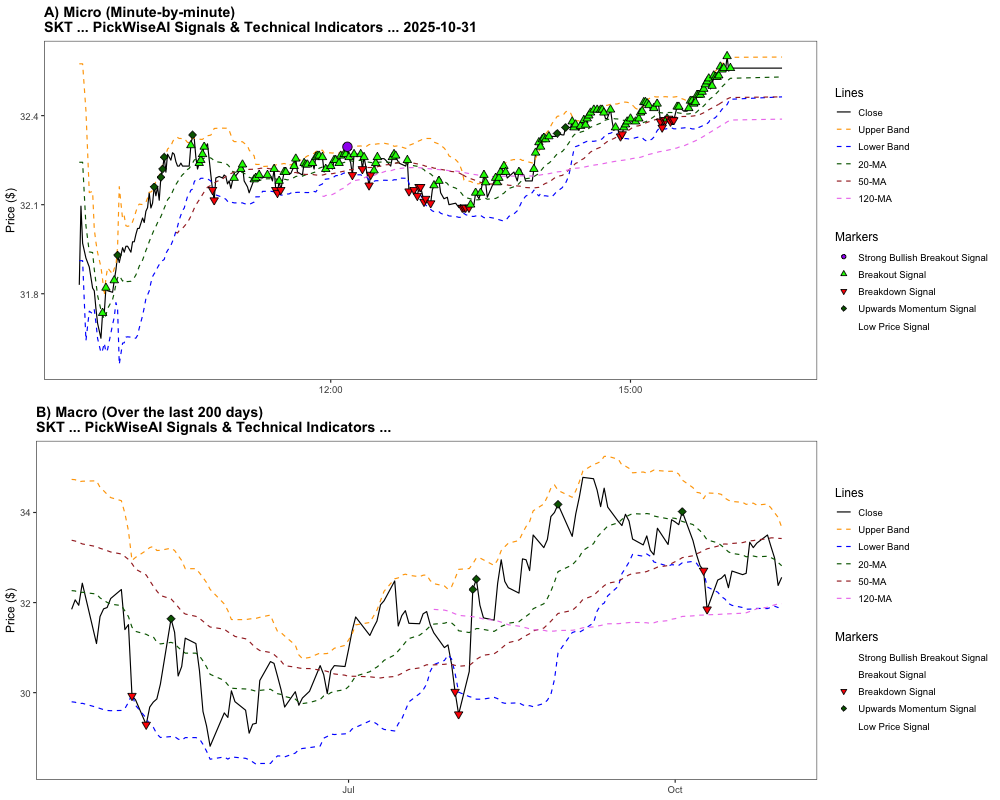 A) Micro (Minute-by-minute)
SKT ... PickWiseAI Signals & Technical Indicators ... 2025-10-31
Price ($)
32.4
32.1
31.8
12:00
15:00
Lines
Close
Upper Band
Lower Band
20-MA
50-MA
120-MA
Markers
Strong Bullish Breakout Signal
Breakout Signal
Breakdown Signal
Upwards Momentum Signal
Low Price Signal
B) Macro (Over the last 200 days)
SKT ... PickWiseAI Signals & Technical Indicators ...
Price ($)
34
32
30
Jul
Oct
Lines
Close
Upper Band
Lower Band
20-MA
50-MA
120-MA
Markers
Strong Bullish Breakout Signal
Breakout Signal
Breakdown Signal
Upwards Momentum Signal
Low Price Signal